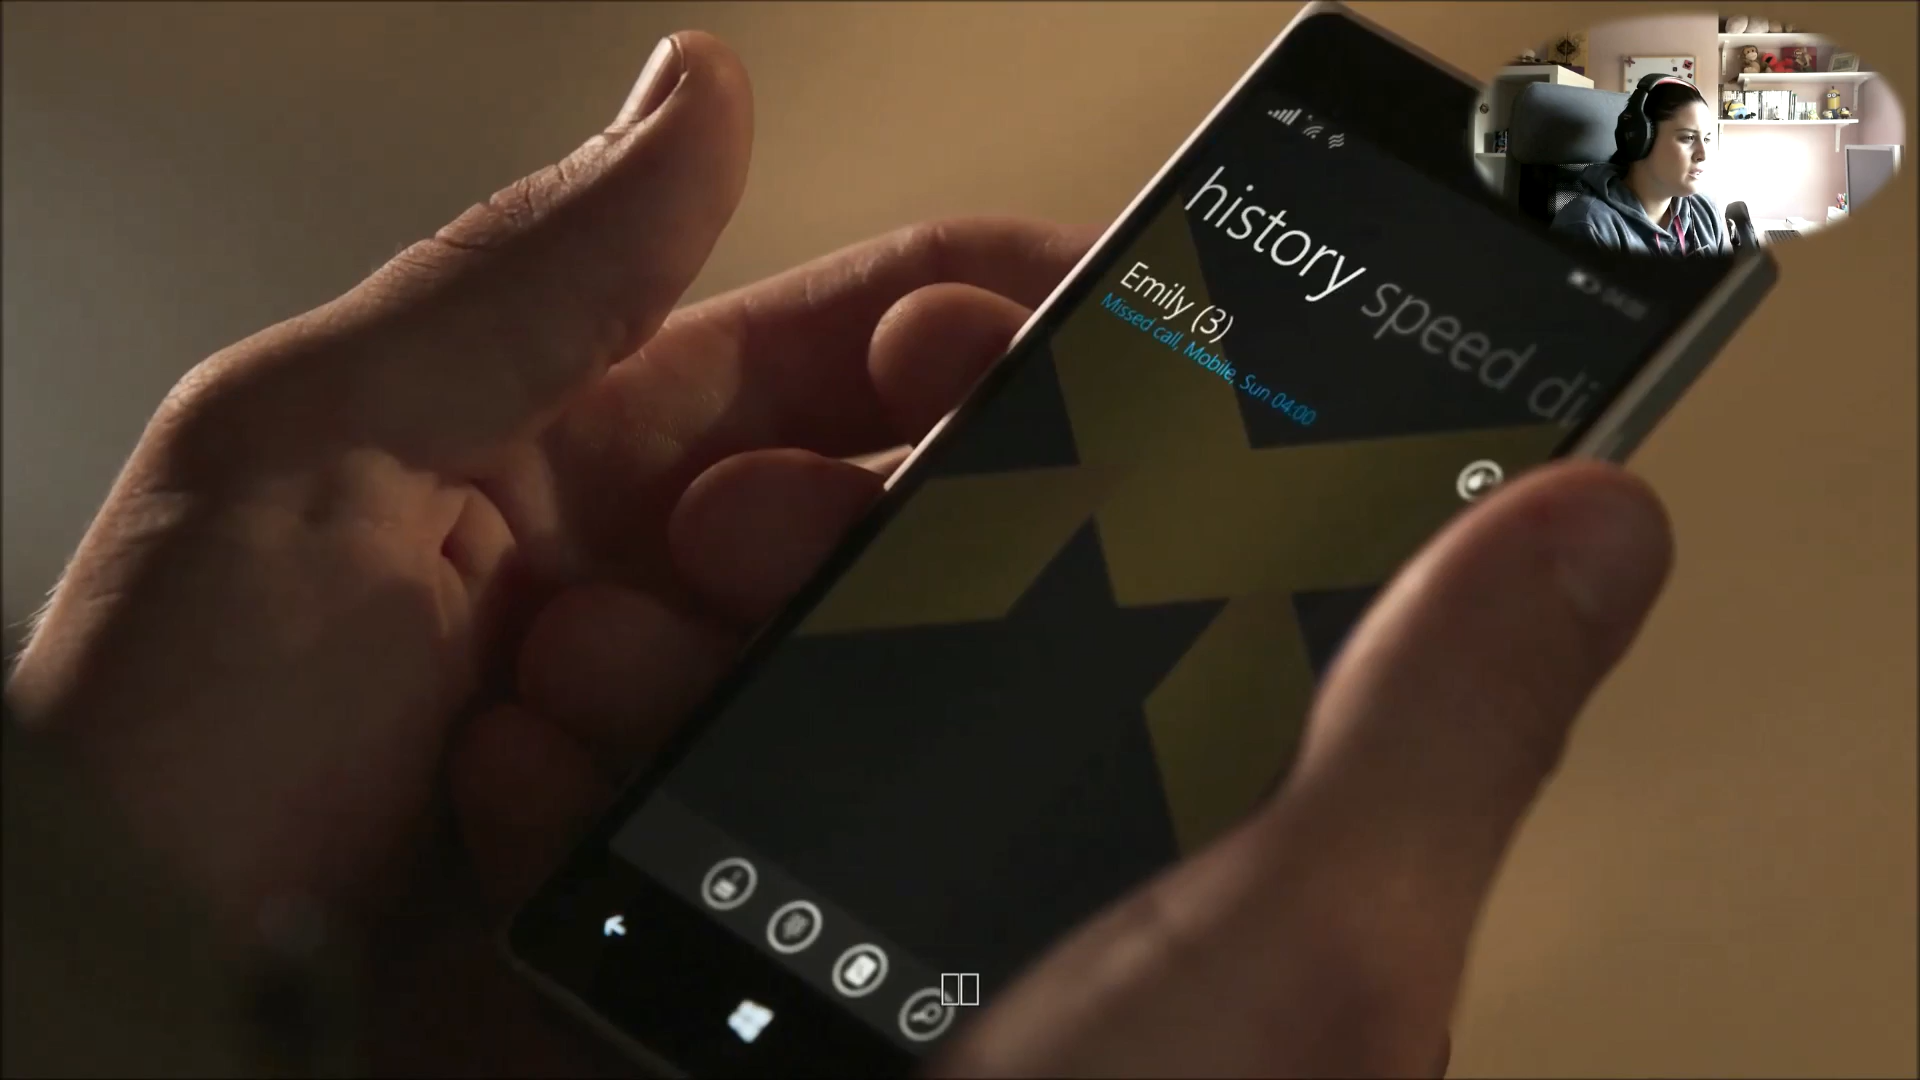 history speed di
Emily (3)
Missed call, Mobile, Sun 04:00